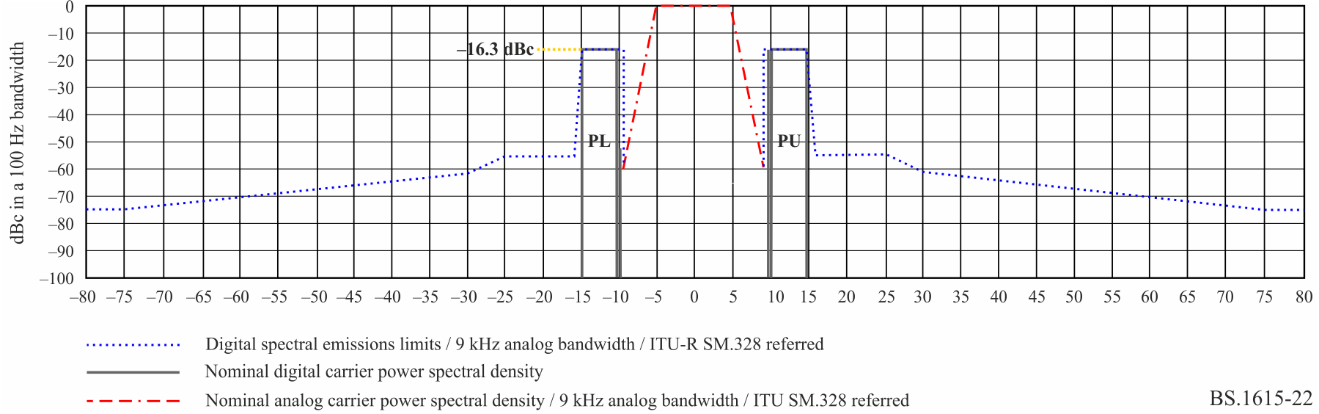 dBc in a 100 Hz bandwidth
0
–10
–20
–30
–40
–50
–60
–70
–80
–90
–100
–16.3 dBc
PL
PU
–80 –75 –70 –65 –60 –55 –50 –45 –40 –35 –30 –25 –20 –15 –10 –5 0 5 10 15 20 25 30 35 40 45 50 55 60 65 70 75 80
Digital spectral emissions limits / 9 kHz analog bandwidth / ITU-R SM.328 referred
Nominal digital carrier power spectral density
Nominal analog carrier power spectral density / 9 kHz analog bandwidth / ITU SM.328 referred
BS.1615-22